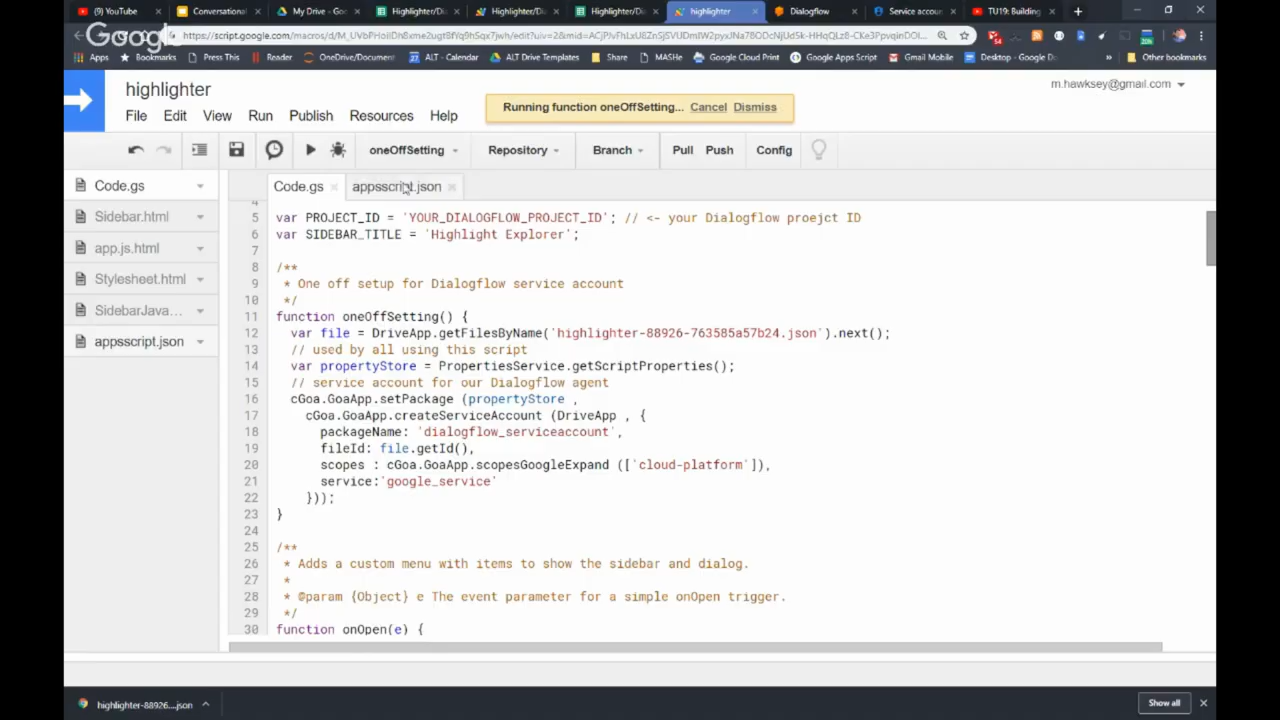 (4) YouTube
Conversational
My Drive - Goo
Highlighter/Di
Highlighter/Di
Highlighter/Di
highlighter
Dialogflow
Service accoun
TU19: Building
Google
Apps
Bookmarks
Press This
Reader
OneDrive/Document
ALT - Calendar
ALT Drive Templates
Share
MASHe
Google Cloud Print
Google Apps Script
Gmail Mobile
Desktop - Google Do
»
Other bookmarks
highlighter
Running function oneOffSetting... Cancel Dismiss
m.hawksey@gmail.com
File Edit View Run Publish Resources Help
oneOffSetting Repository Branch Pull Push Config
Code.gs
Sidebar.html
app.js.html
Stylesheet.html
SidebarJava...
appsscript.json
Code.gs × appsscript.json ×
4
5 var PROJECT_ID = 'YOUR_DIALOGFLOW_PROJECT_ID'; // <- your Dialogflow proejct ID
6 var SIDEBAR_TITLE = 'Highlight Explorer';
7
8 /**
9 * One off setup for Dialogflow service account
10 */
11 function oneOffSetting() {
12 var file = DriveApp.getFilesByName('highlighter-88926-763585a57b24.json').next();
13 // used by all using this script
14 var propertyStore = PropertiesService.getScriptProperties();
15 // service account for our Dialogflow agent
16 cGoa.GoaApp.setPackage (propertyStore ,
17 cGoa.GoaApp.createServiceAccount (DriveApp , {
18 packageName: 'dialogflow_serviceaccount',
19 fileId: file.getId(),
20 scopes : cGoa.GoaApp.scopesGoogleExpand (['cloud-platform']),
21 service:'google_service'
22 }));
23 }
24
25 /**
26 * Adds a custom menu with items to show the sidebar and dialog.
27 *
28 * @param {Object} e The event parameter for a simple onOpen trigger.
29 */
30 function onOpen(e) {
highlighter-88926....json
Show all